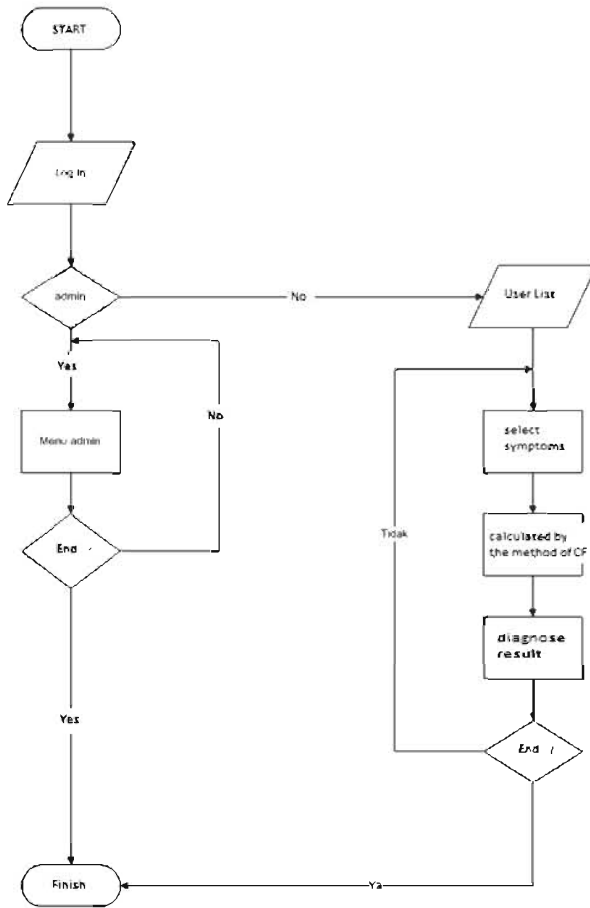 START
Log In
admin
No
User List
Yes
No
Menu admin
select
symptoms
Tidak
End
calculated by
the method of CF
diagnose
result
Yes
End /
Finish
Ya